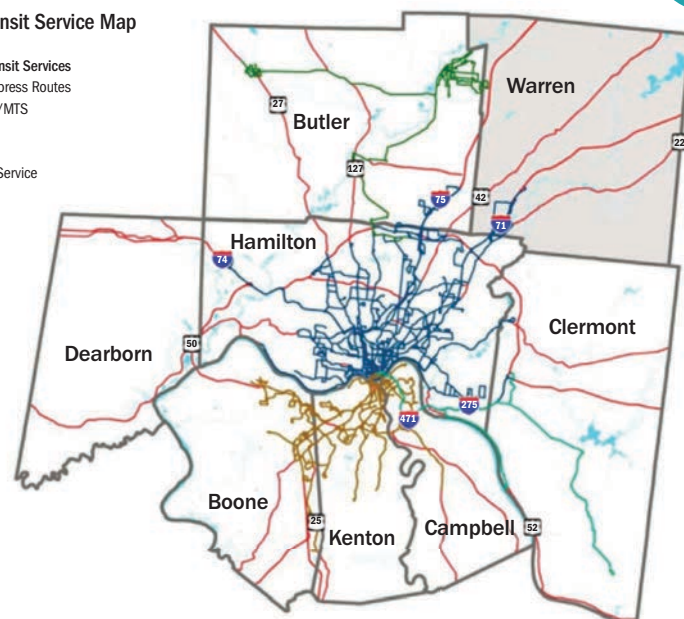 nsit Service Map
nsit Services
press Routes
/MTS
Service
Warren
27
Butler
22
127
75
42
71
Hamilton
74
Clermont
50
Dearborn
275
471
Boone
25
Kenton
Campbell
52